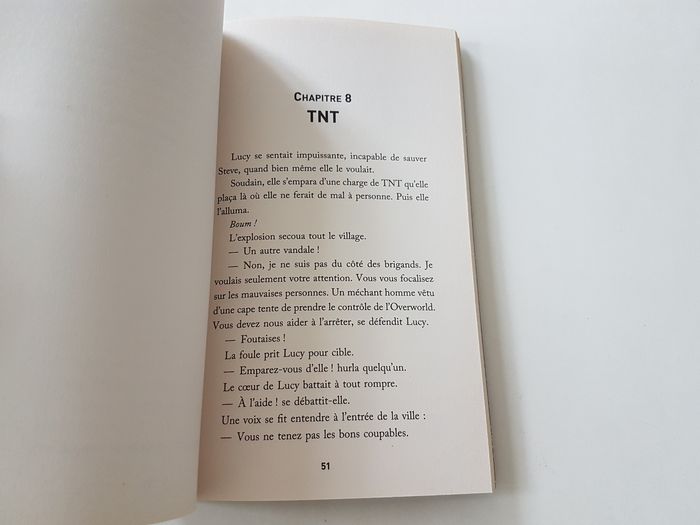 CHAPITRE 8
TNT
Lucy se sentait impuissante, incapable de sauver
Steve, quand bien même elle le voulait.
Soudain, elle s'empara d'une charge de TNT qu'elle
plaça là où elle ne ferait de mal à personne. Puis elle
l'alluma.
Boum !
L'explosion secoua tout le village.
— Un autre vandale !
— Non, je ne suis pas du côté des brigands. Je
voulais seulement votre attention. Vous vous focalisez
sur les mauvaises personnes. Un méchant homme vêtu
d'une cape tente de prendre le contrôle de l'Overworld.
Vous devez nous aider à l'arrêter, se défendit Lucy.
— Foutaises !
La foule prit Lucy pour cible.
— Emparez-vous d'elle ! hurla quelqu'un.
Le cœur de Lucy battait à tout rompre.
— À l'aide ! se débattit-elle.
Une voix se fit entendre à l'entrée de la ville :
— Vous ne tenez pas les bons coupables.
51